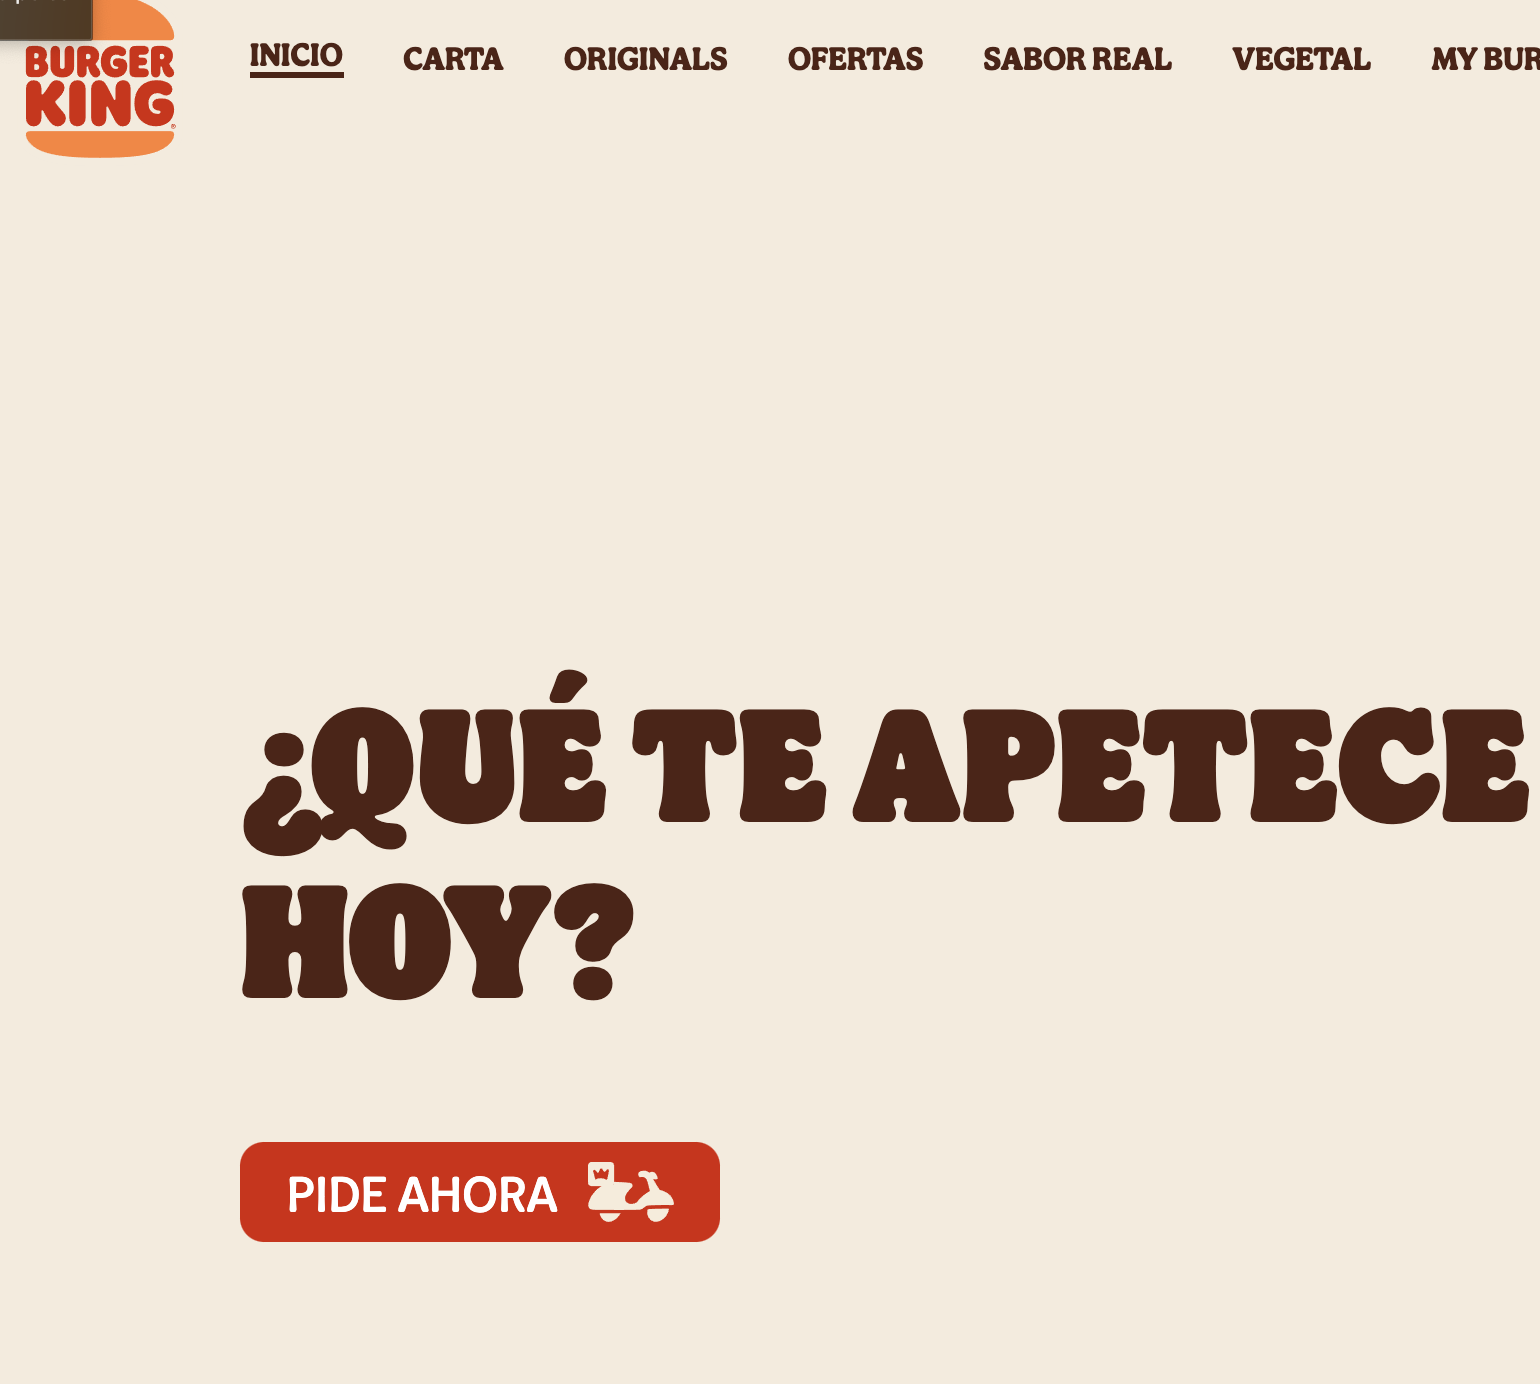 BURGER
KING®
INICIO CARTA ORIGINALS OFERTAS SABOR REAL VEGETAL MY BUR
¿QUÉ TE APETECE
HOY?
PIDE AHORA